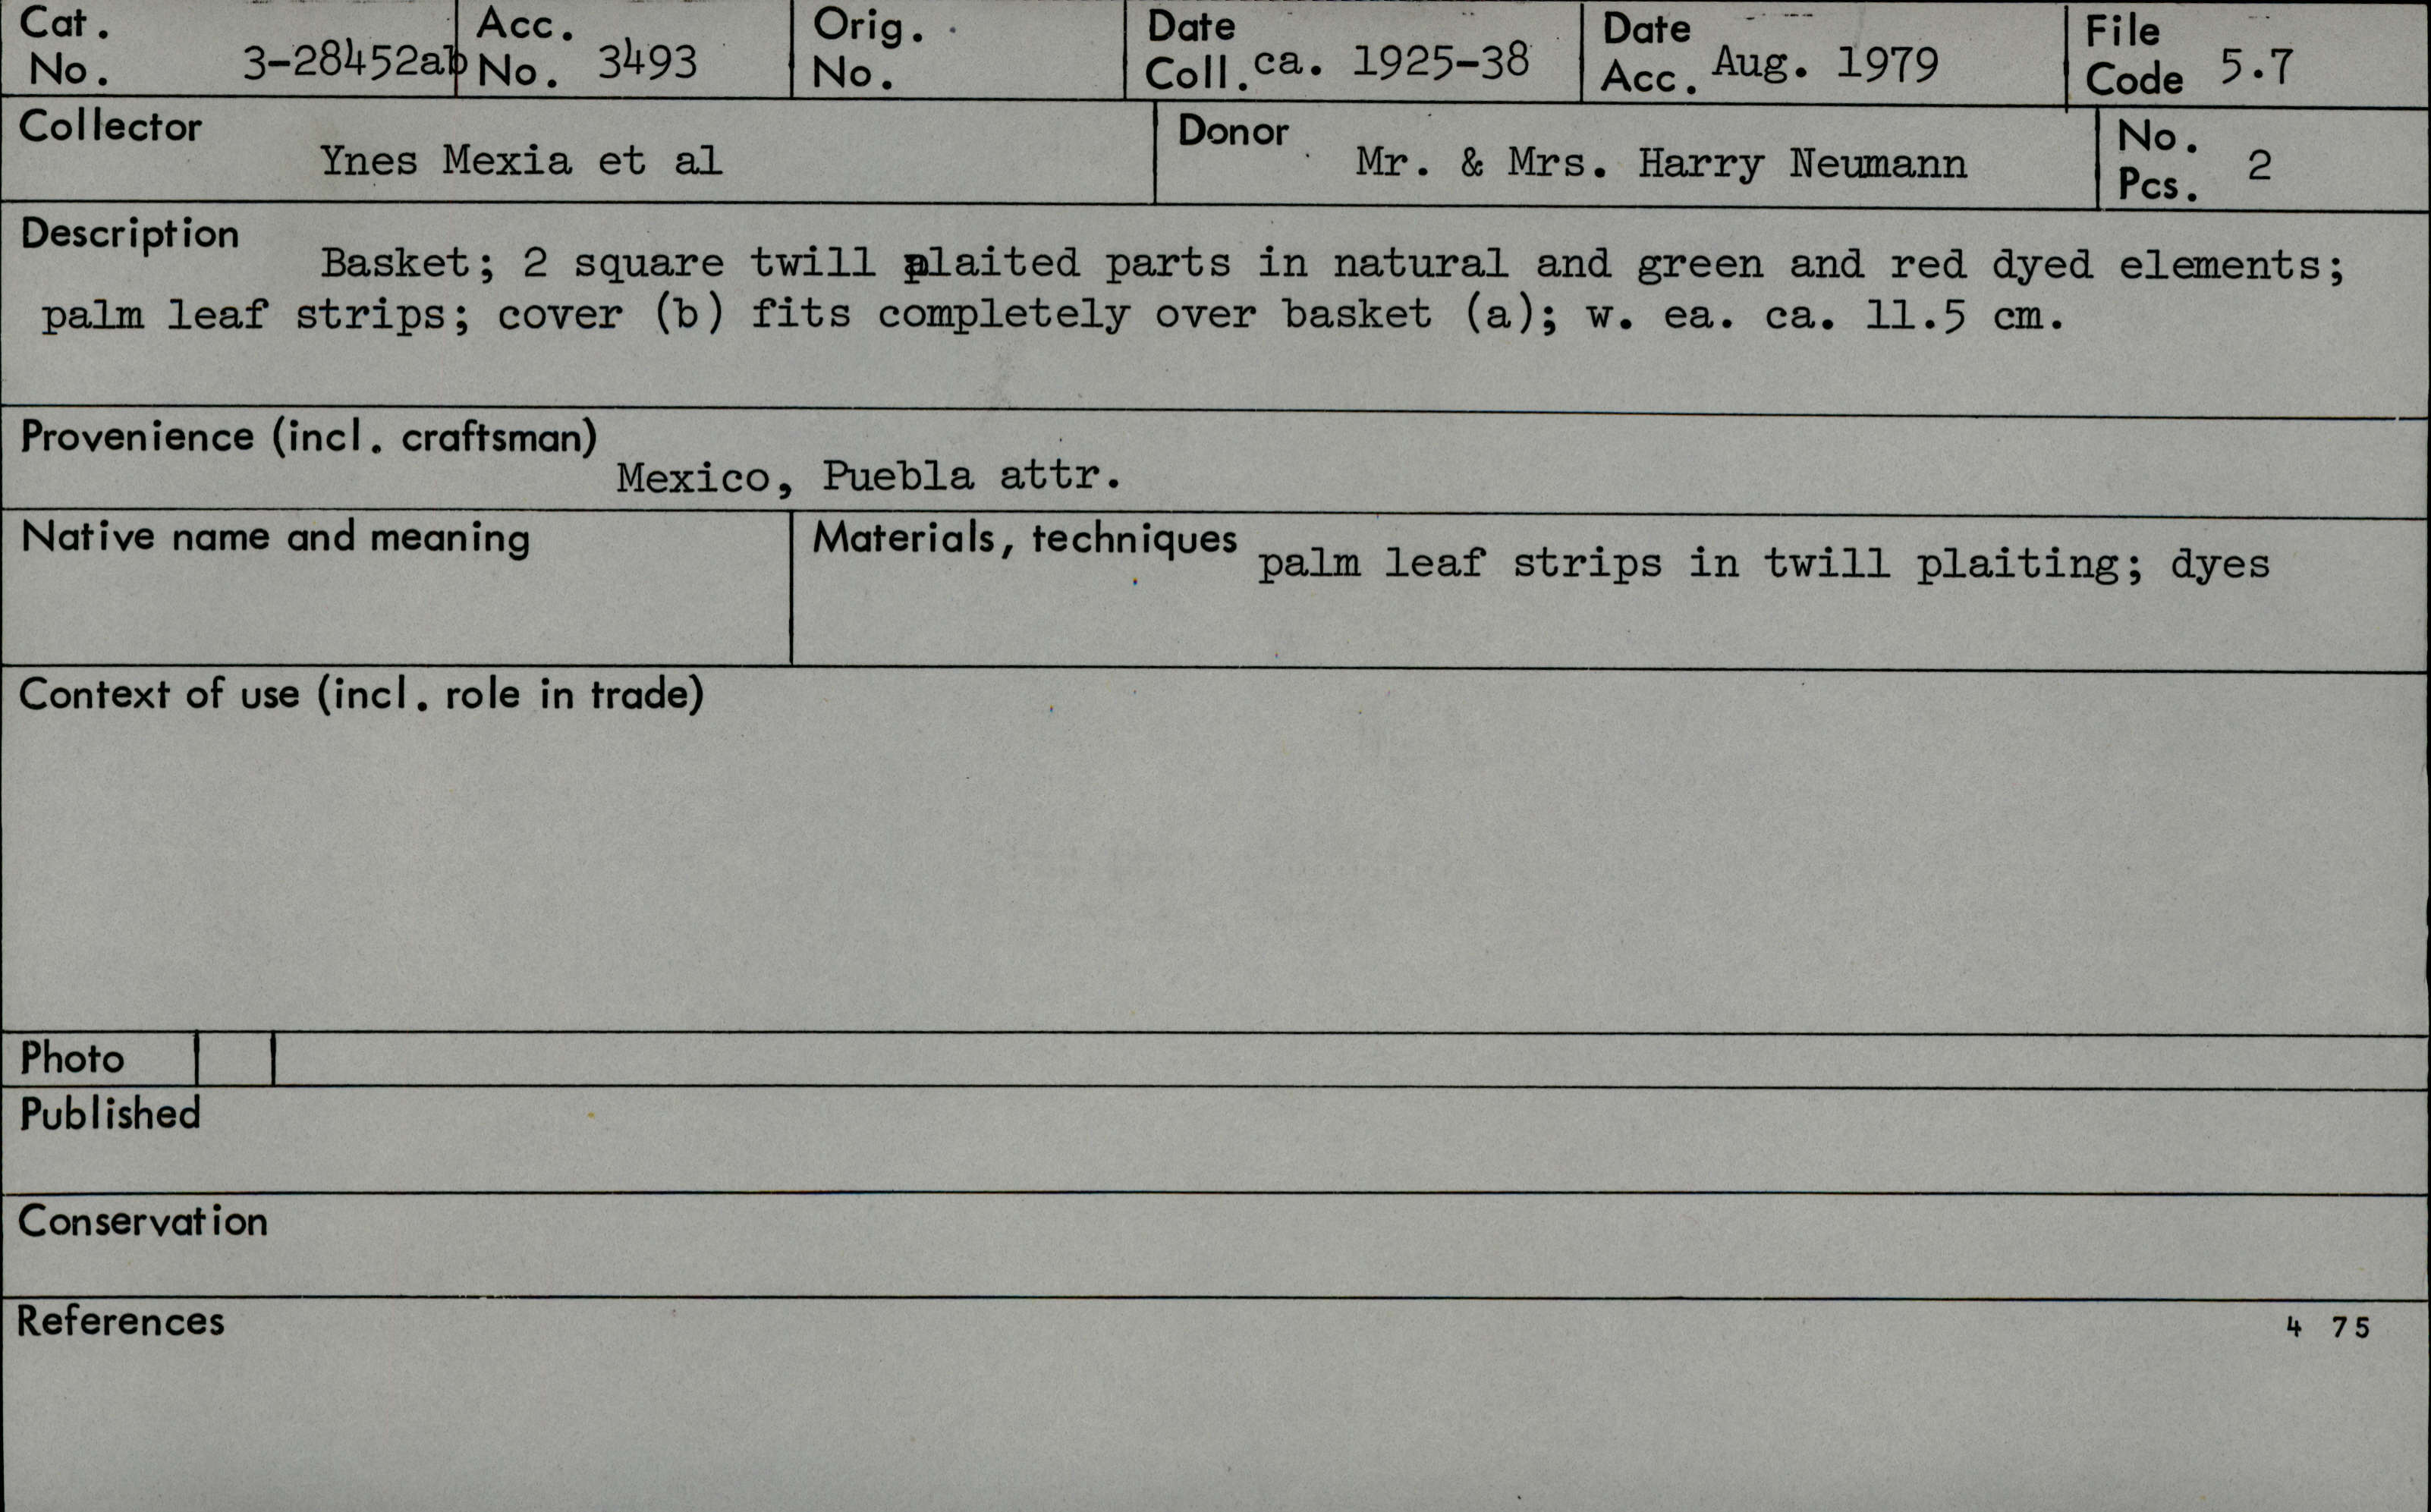 Cat. No. 3-28452ab Acc. No. 3493 Orig. No. Date Coll. ca. 1925-38 Date Acc. Aug. 1979 File Code 5.7
Collector Ynes Mexia et al Donor Mr. & Mrs. Harry Neumann No. Pcs. 2
Description
Basket; 2 square twill plaited parts in natural and green and red dyed elements;
palm leaf strips; cover (b) fits completely over basket (a); w. ea. ca. 11.5 cm.
Provenience (incl. craftsman)
Mexico, Puebla attr.
Native name and meaning
Materials, techniques palm leaf strips in twill plaiting; dyes
Context of use (incl. role in trade)
Photo
Published
Conservation
References
4 75